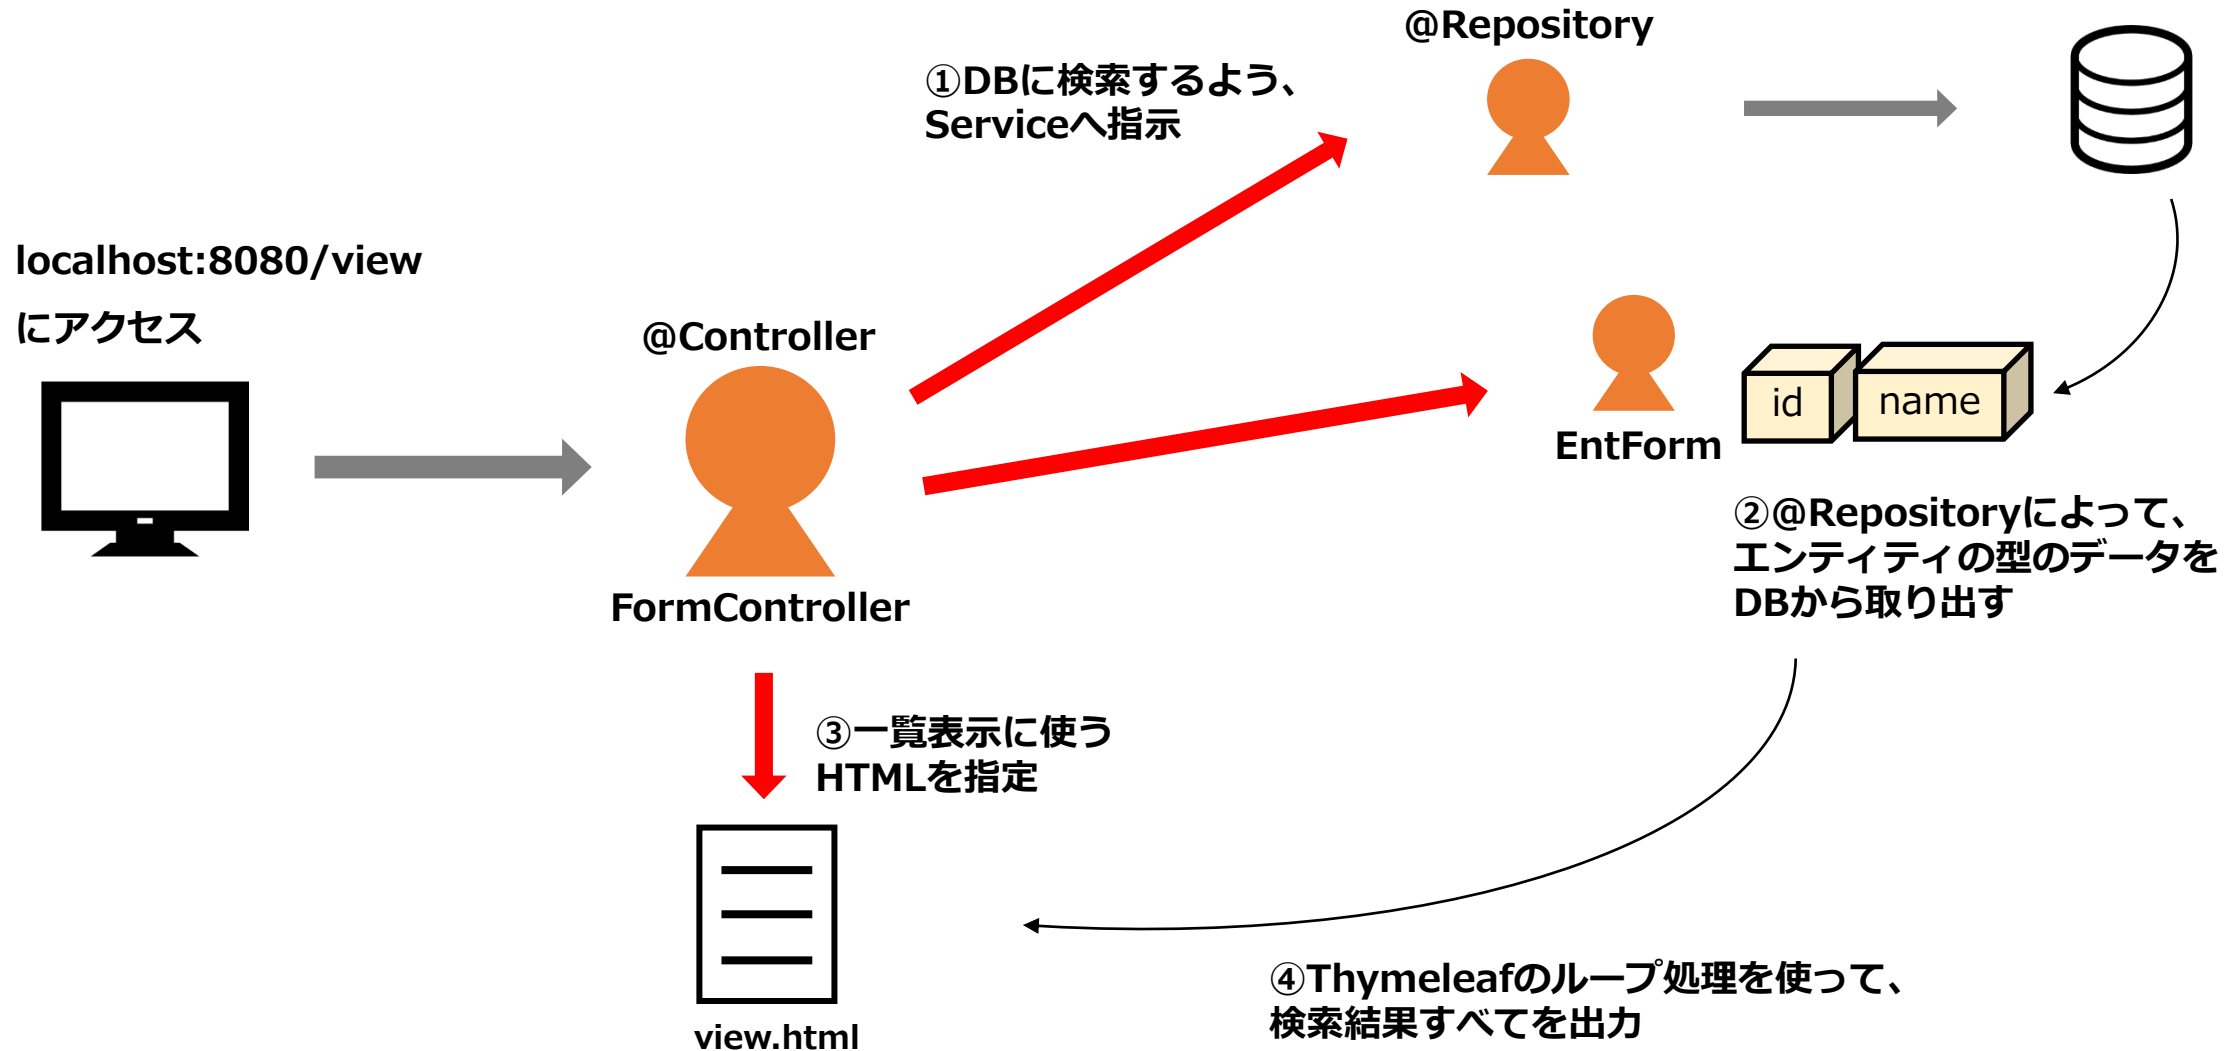 @Repository
①DBに検索するよう、
Serviceへ指示
localhost:8080/view
にアクセス
@Controller
id
name
EntForm
②@Repositoryによって、
エンティティの型のデータを
DBから取り出す
FormController
③一覧表示に使う
HTMLを指定
④Thymeleafのループ処理を使って、
検索結果すべてを出力
view.html